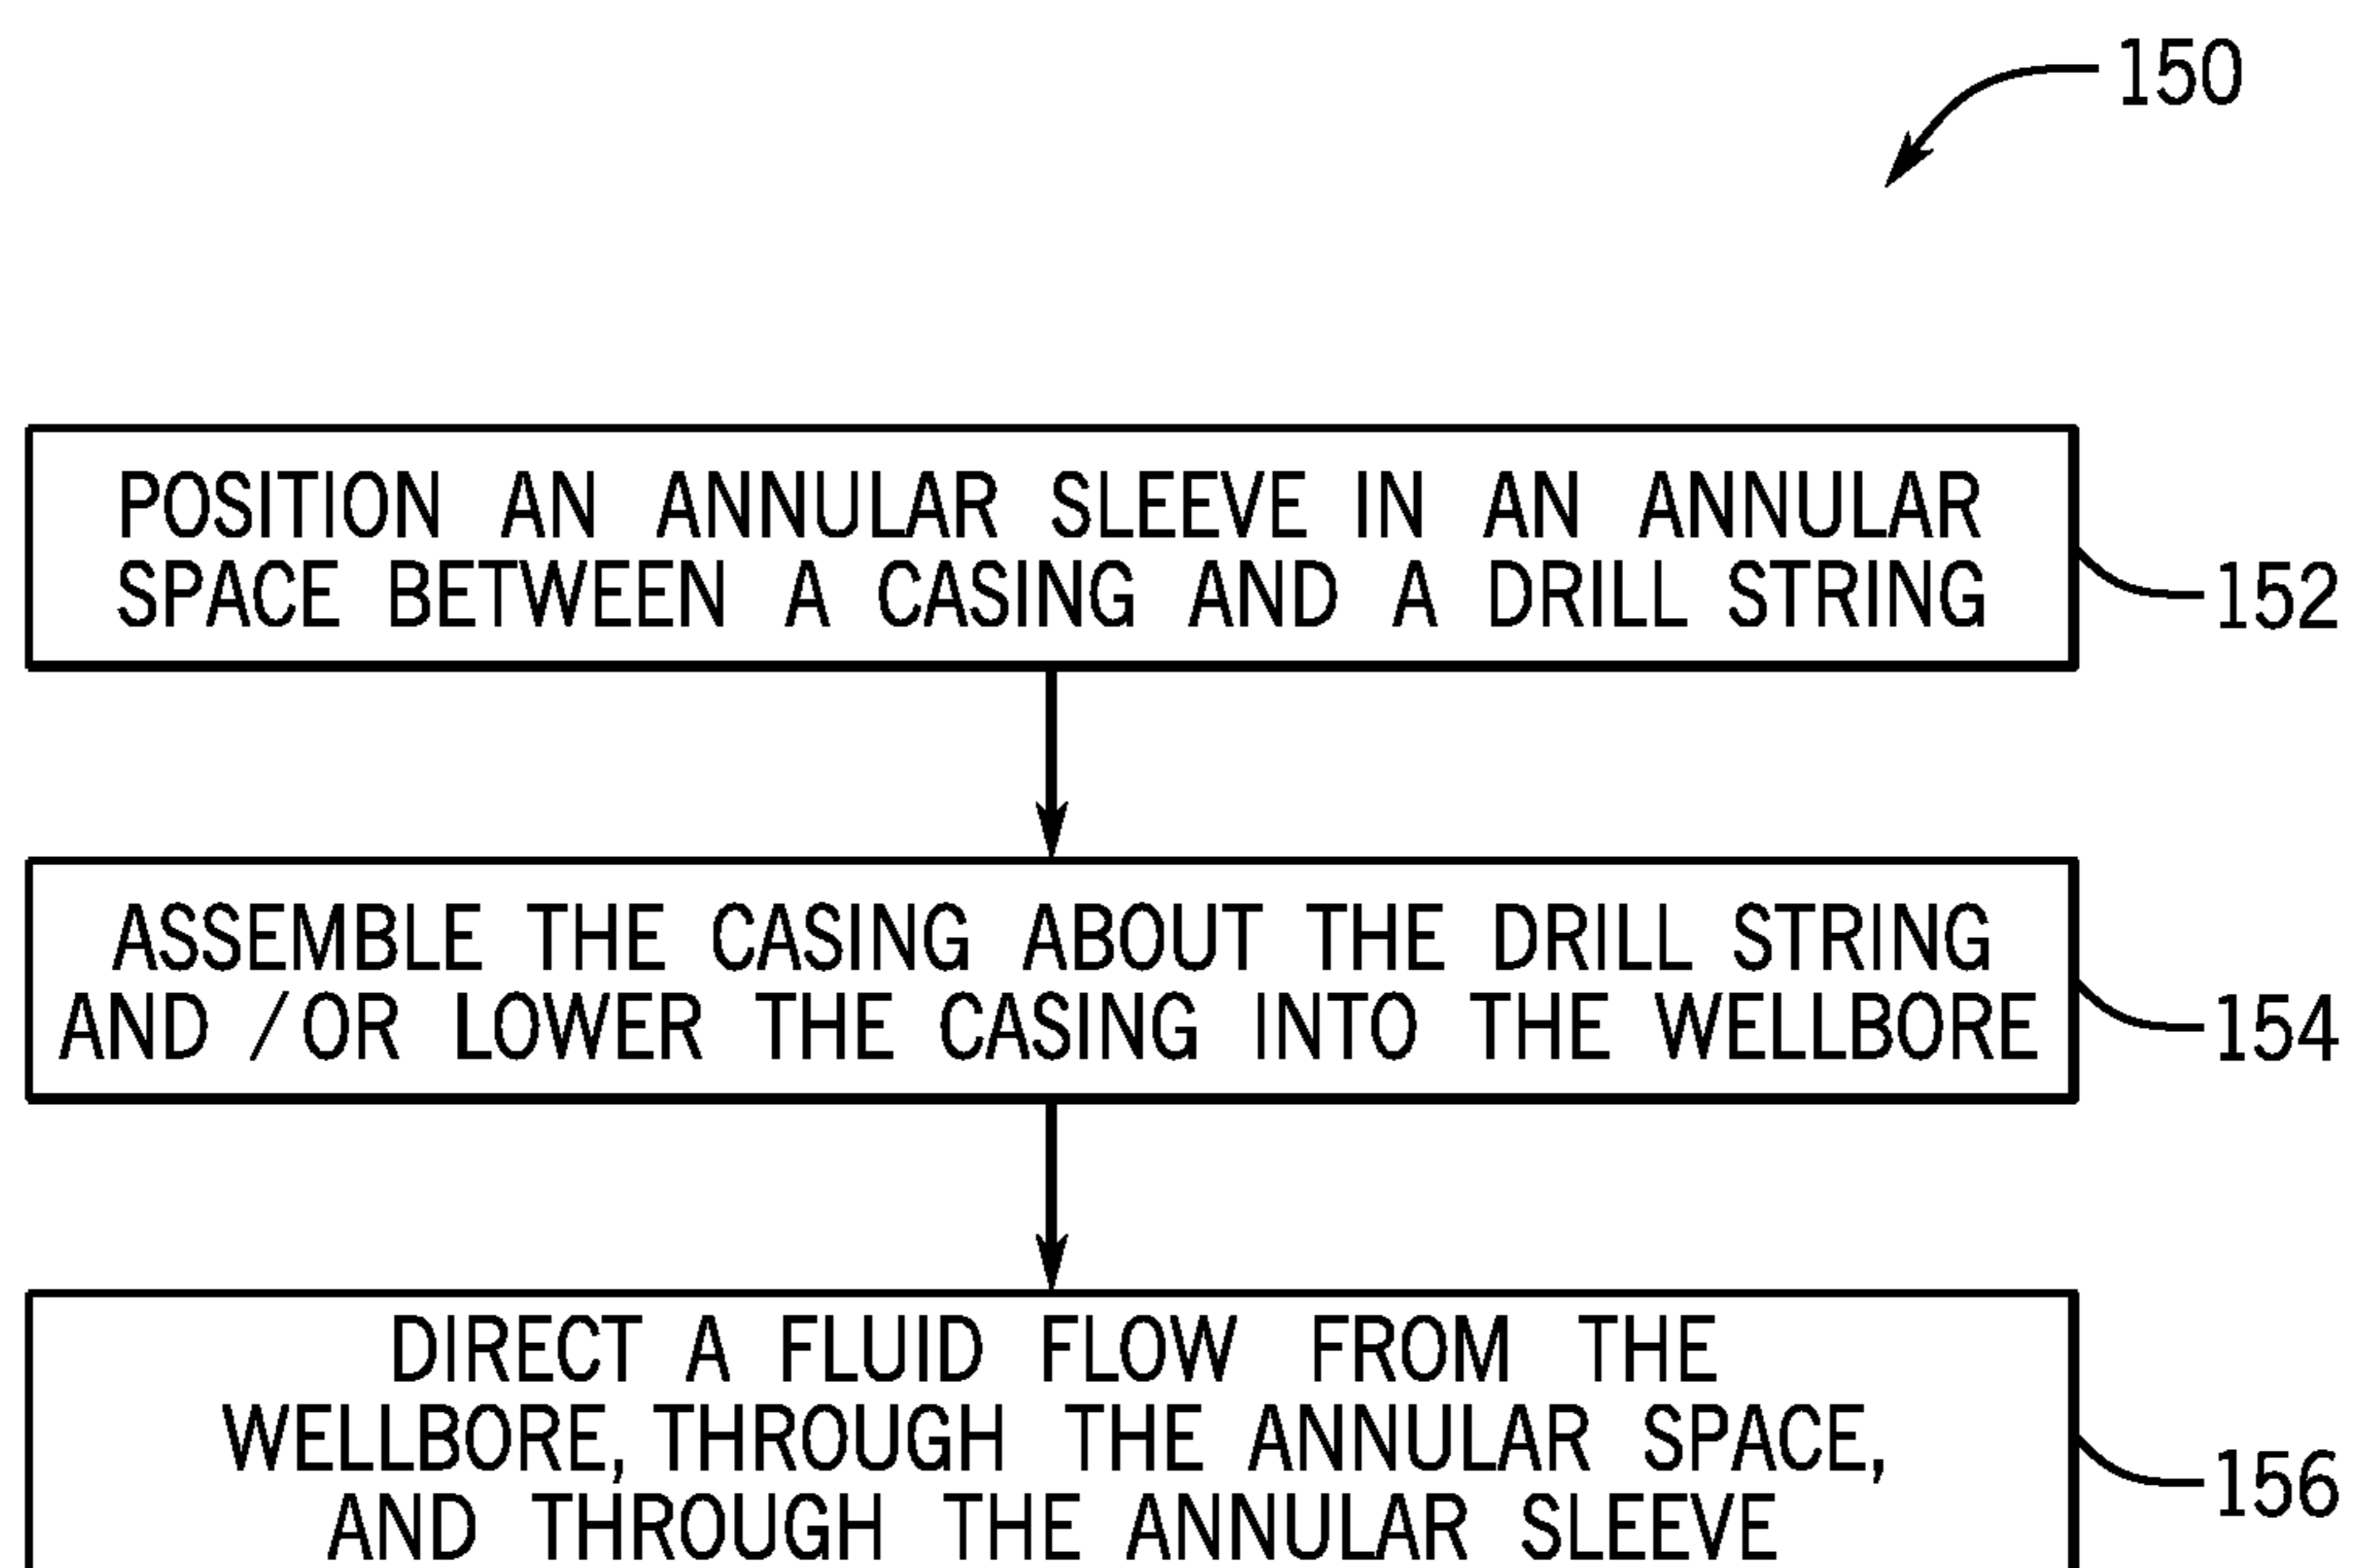 150
POSITION AN ANNULAR SLEEVE IN AN ANNULAR
SPACE BETWEEN A CASING AND A DRILL STRING
152
ASSEMBLE THE CASING ABOUT THE DRILL STRING
AND /OR LOWER THE CASING INTO THE WELLBORE
154
DIRECT A FLUID FLOW FROM THE
WELLBORE, THROUGH THE ANNULAR SPACE,
AND THROUGH THE ANNULAR SLEEVE
156